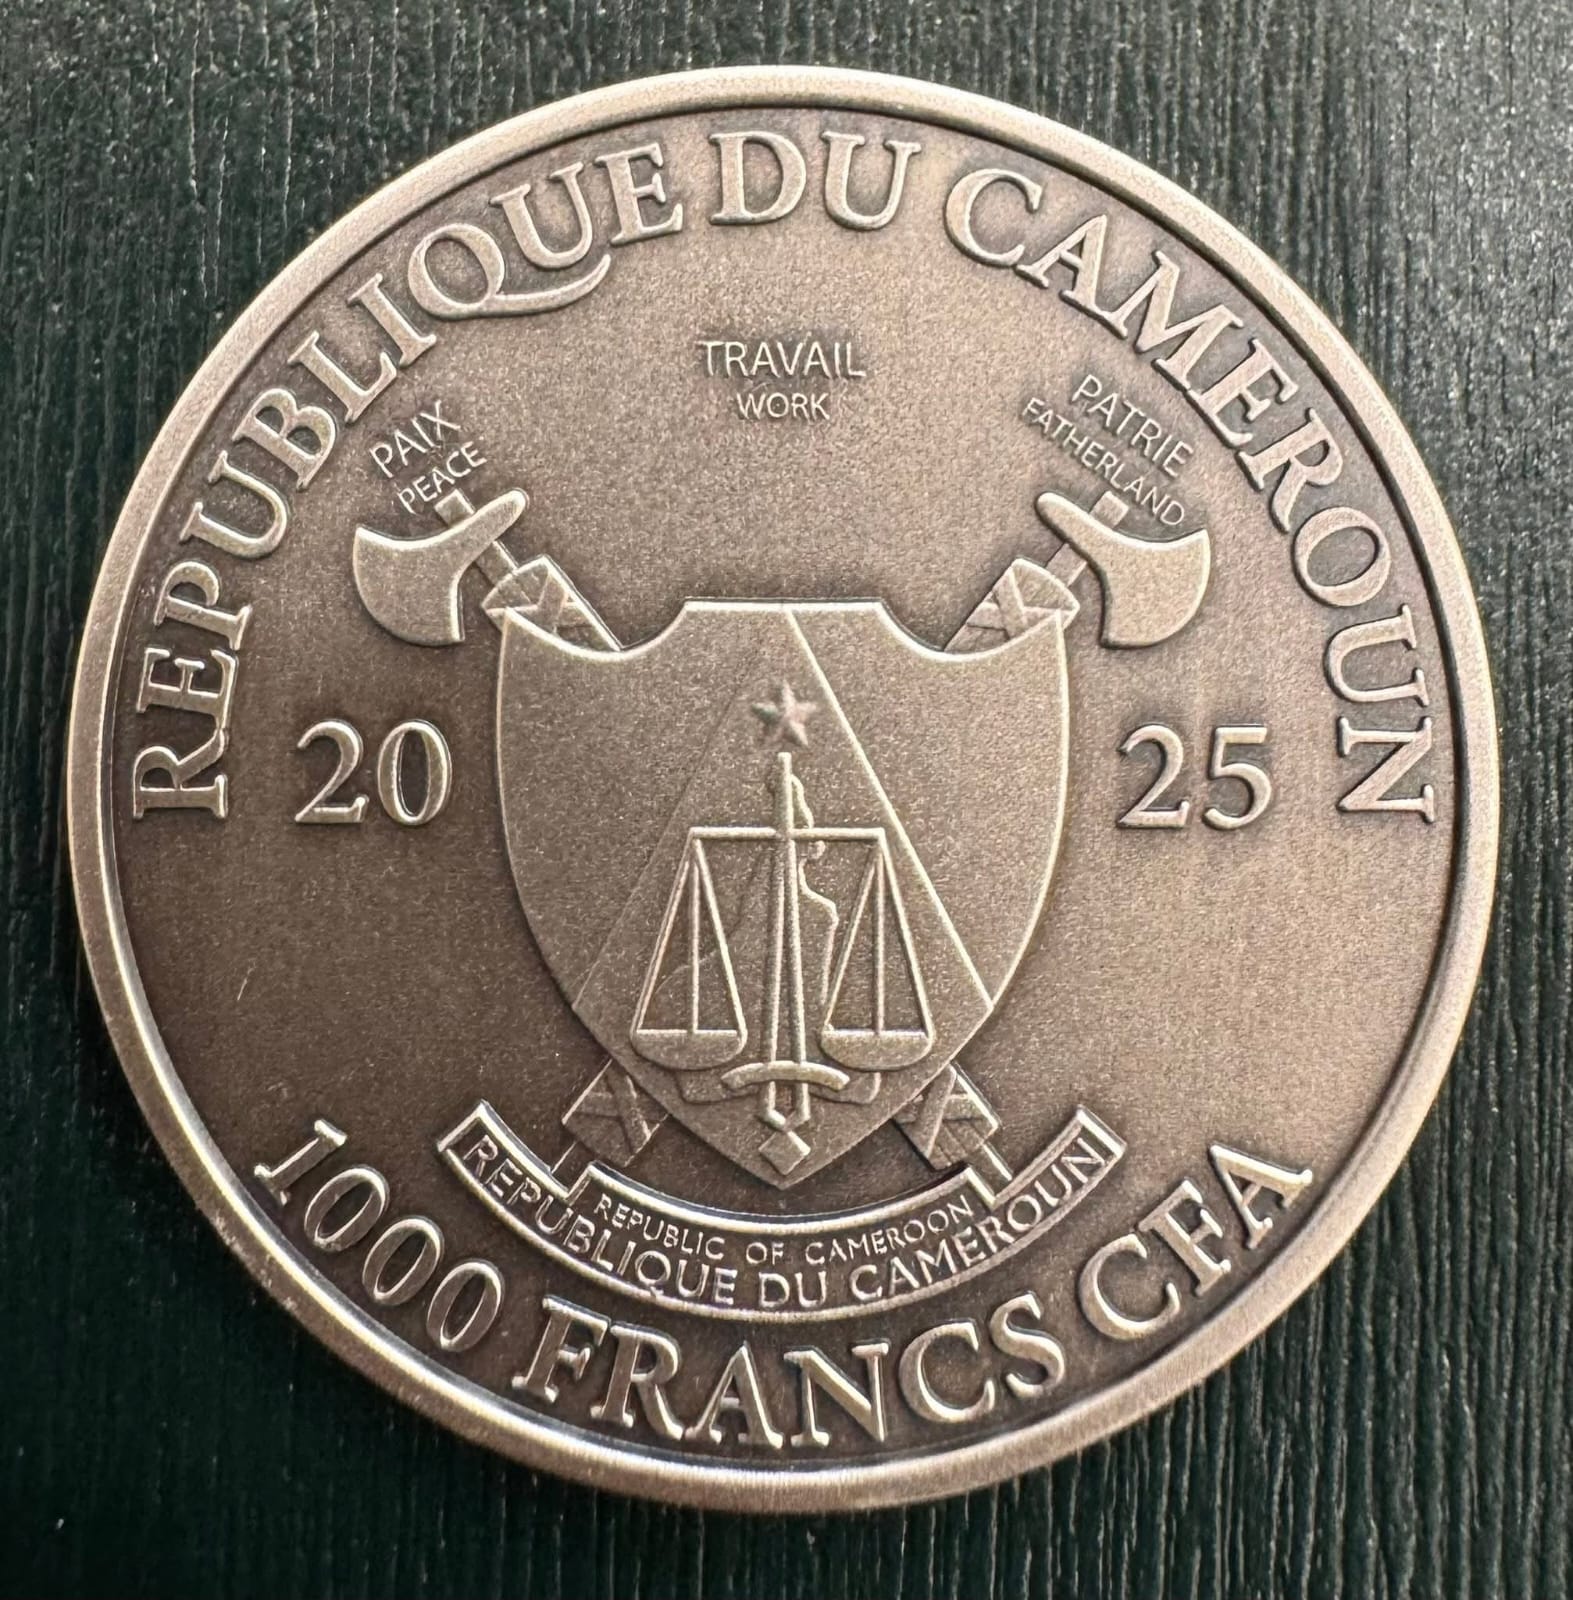 REPUBLIQUE DU CAMEROUN
TRAVAIL
WORK
PAIX
PEACE
PATRIE
FATHERLAND
20 25
REPUBLIC OF CAMEROON
REPUBLIQUE DU CAMEROUN
1000 FRANCS CFA